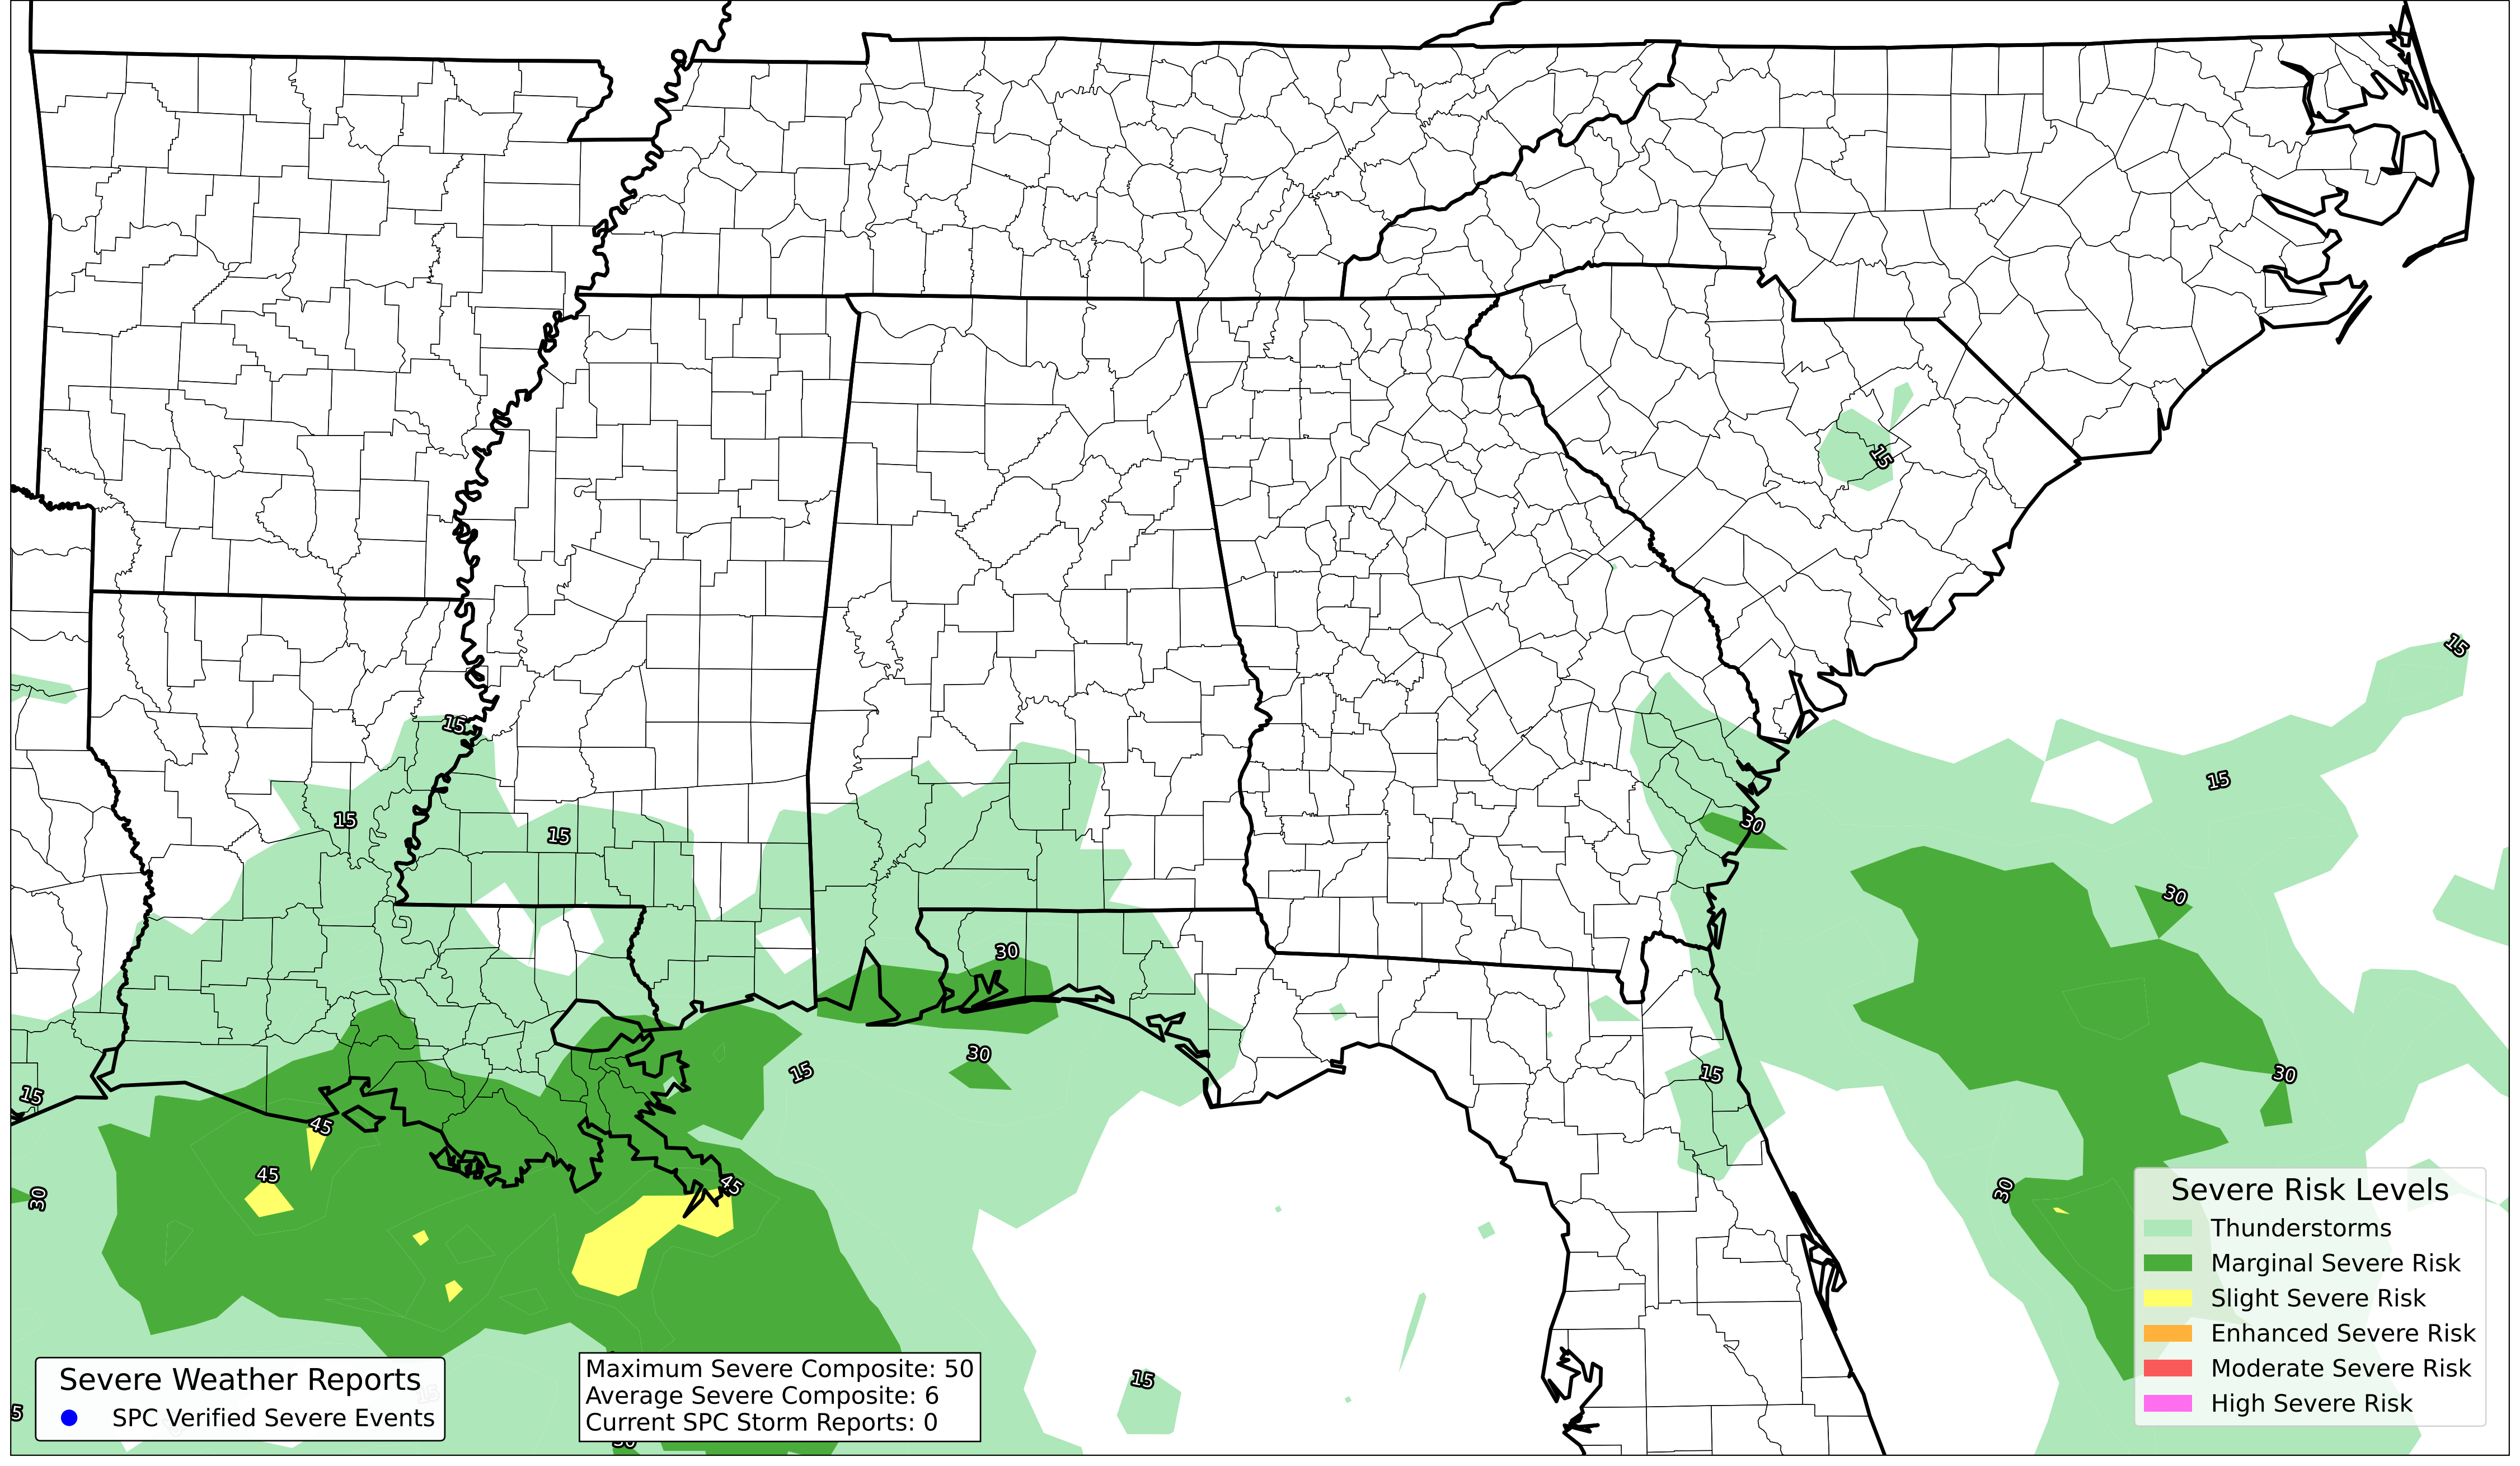 15
15
15
15
15
30
30
30
15
15
30
30
15
15
45
45
45
30
30
15
5
30
Severe Weather Reports
SPC Verified Severe Events
Maximum Severe Composite: 50
Average Severe Composite: 6
Current SPC Storm Reports: 0
Severe Risk Levels
Thunderstorms
Marginal Severe Risk
Slight Severe Risk
Enhanced Severe Risk
Moderate Severe Risk
High Severe Risk